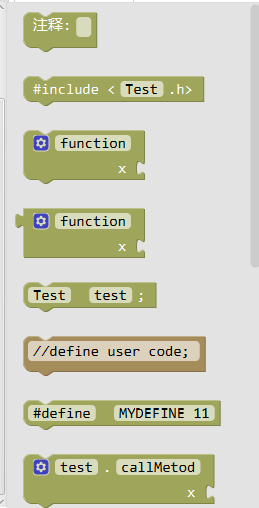 注释:
#include < Test .h>
function
x
function
x
Test test ;
//define user code;
#define MYDEFINE 11
test . callMetod
x